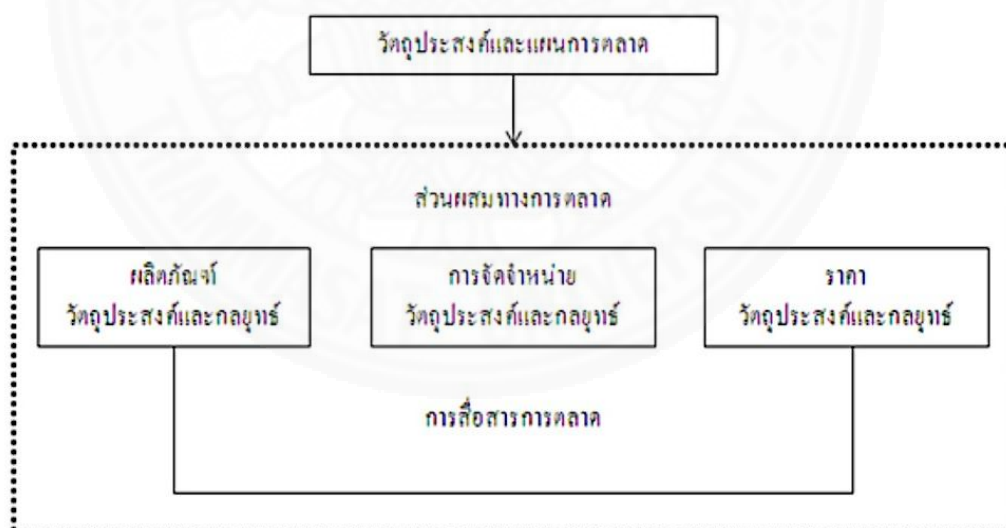 วัตถุประสงค์และแผนการตลาด
ส่วนผสมทางการตลาด
ผลิตภัณฑ์
วัตถุประสงค์และกลยุทธ์
การจัดจำหน่าย
วัตถุประสงค์และกลยุทธ์
ราคา
วัตถุประสงค์และกลยุทธ์
การสื่อสารการตลาด